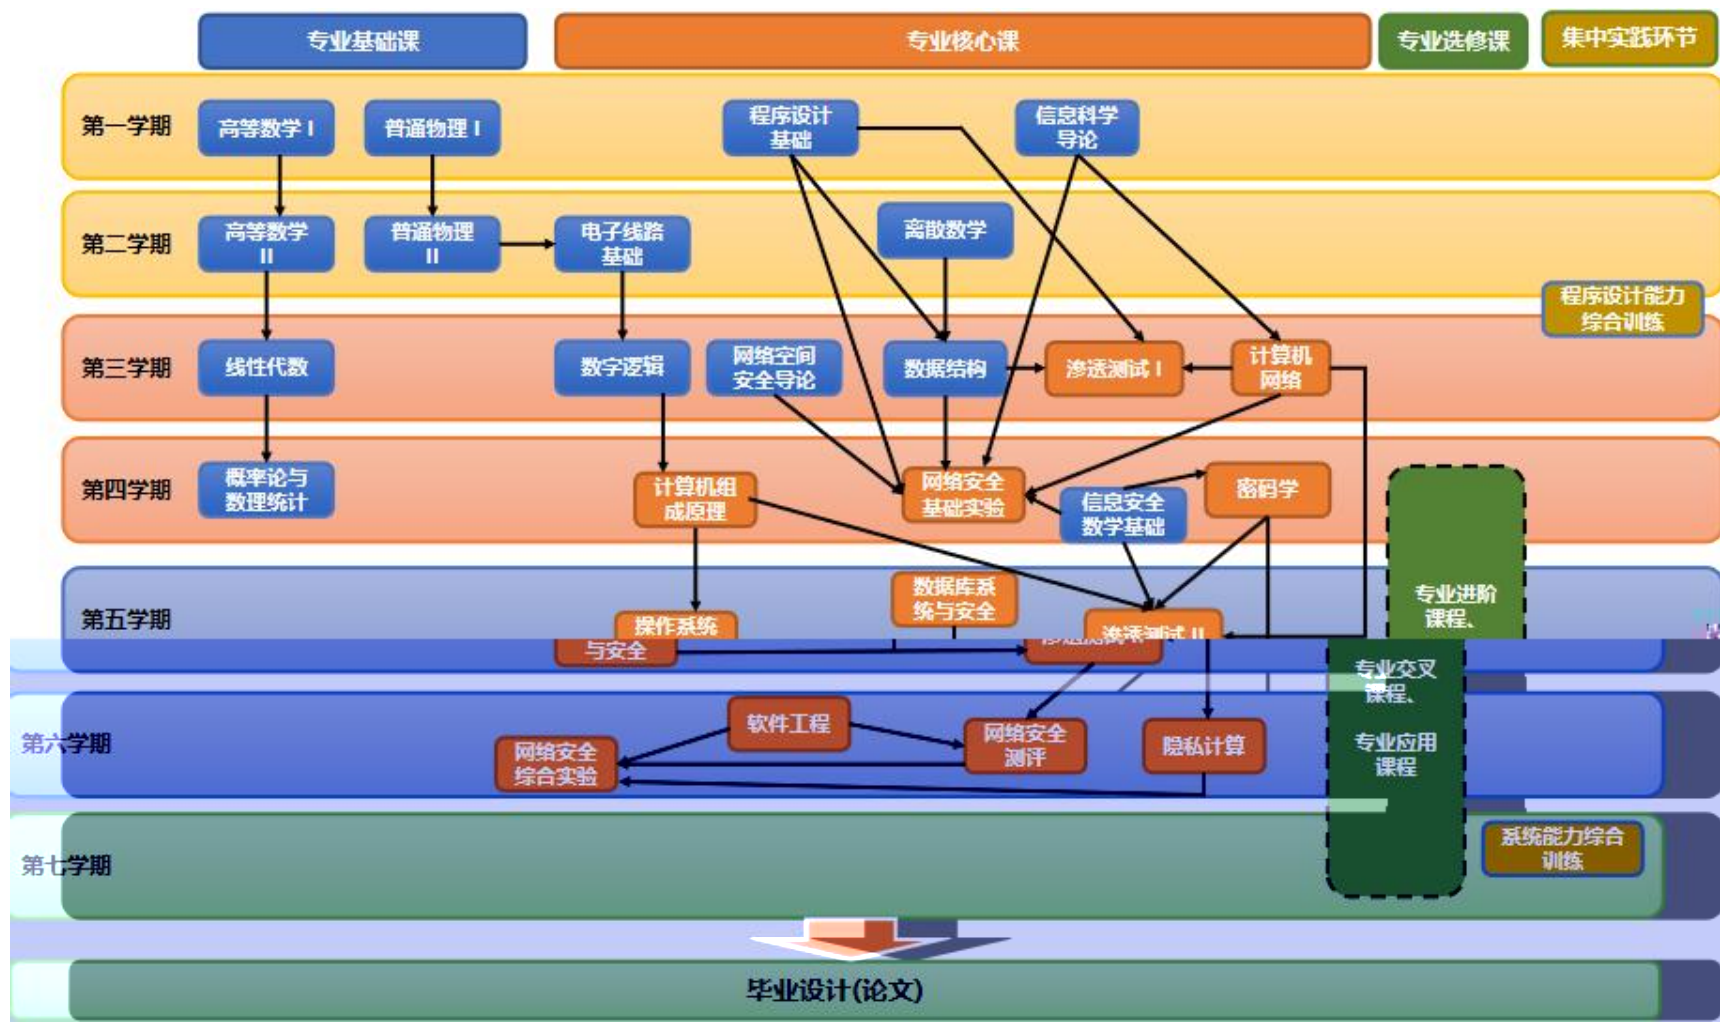 专业基础课
专业核心课
专业选修课
集中实践环节
第一学期
高等数学 I
普通物理 I
程序设计
基础
信息科学
导论
第二学期
高等数学
II
普通物理
II
电子线路
基础
离散数学
程序设计能力
综合训练
第三学期
线性代数
数字逻辑
网络空间
安全导论
数据结构
渗透测试 I
计算机
网络
第四学期
概率论与
数理统计
计算机组
成原理
网络安全
基础实验
信息安全
数学基础
密码学
第五学期
操作系统
与安全
数据库系
统与安全
渗透测试 II
专业进阶
课程、
专业交叉
课程、
专业应用
课程
第六学期
网络安全
综合实验
软件工程
网络安全
测评
隐私计算
第七学期
系统能力综合
训练
毕业设计(论文)